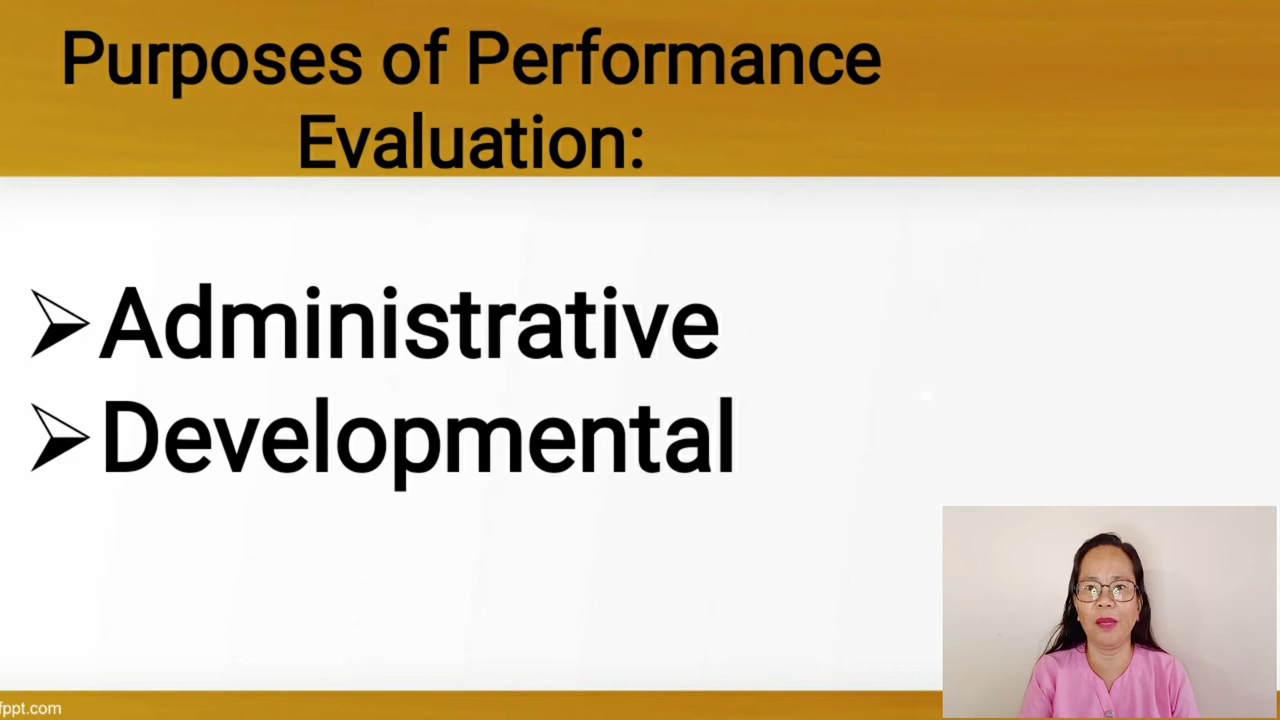 Purposes of Performance
Evaluation:
➢Administrative
➢Developmental
fppt.com